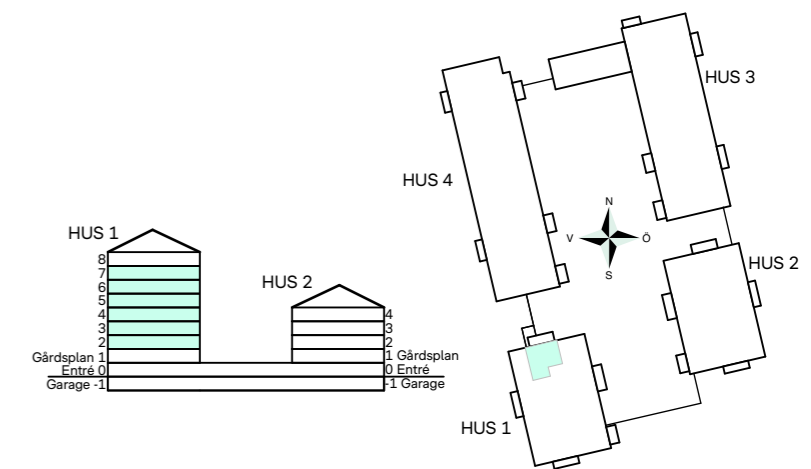 HUS 1
8
7
6
5
4
3
2
Gårdsplan 1
Entré 0
Garage -1
HUS 2
4
3
2
1 Gårdsplan
0 Entré
-1 Garage
HUS 3
HUS 4
N
V Ö
S
HUS 2
HUS 1